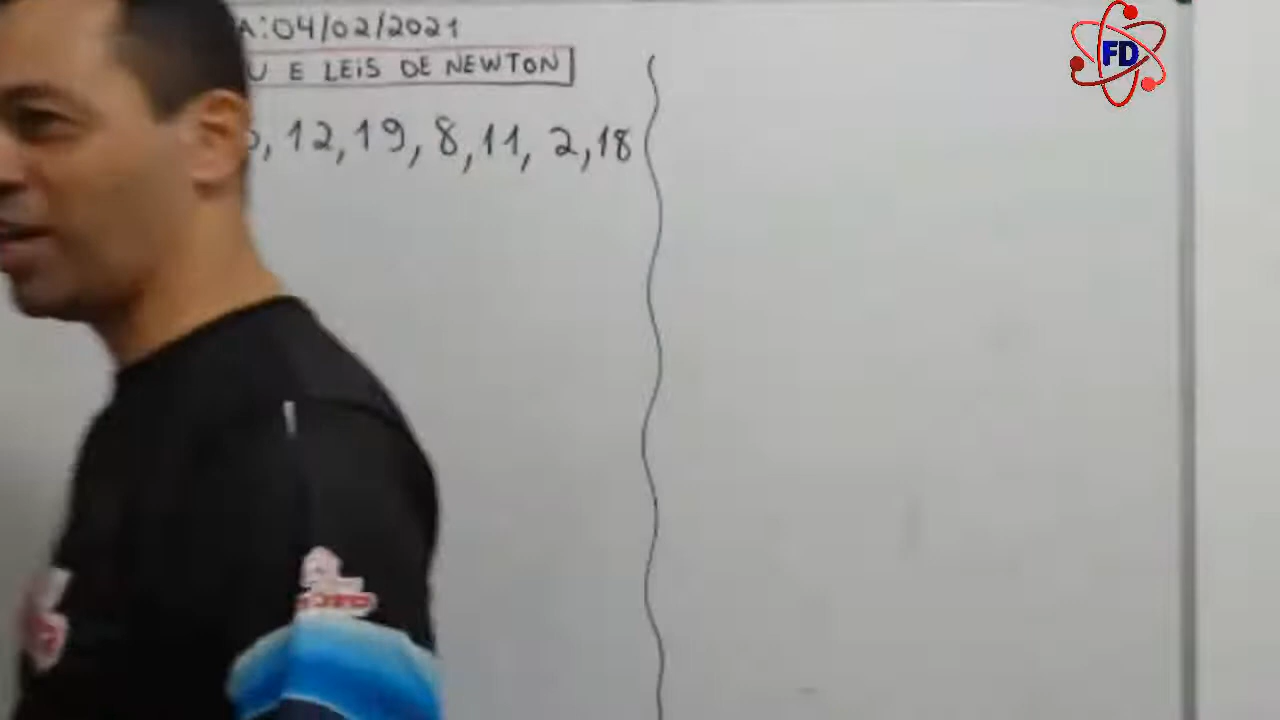 A:04/02/2021
U E LEIS DE NEWTON
, 12, 19, 8, 11, 2, 18
FD